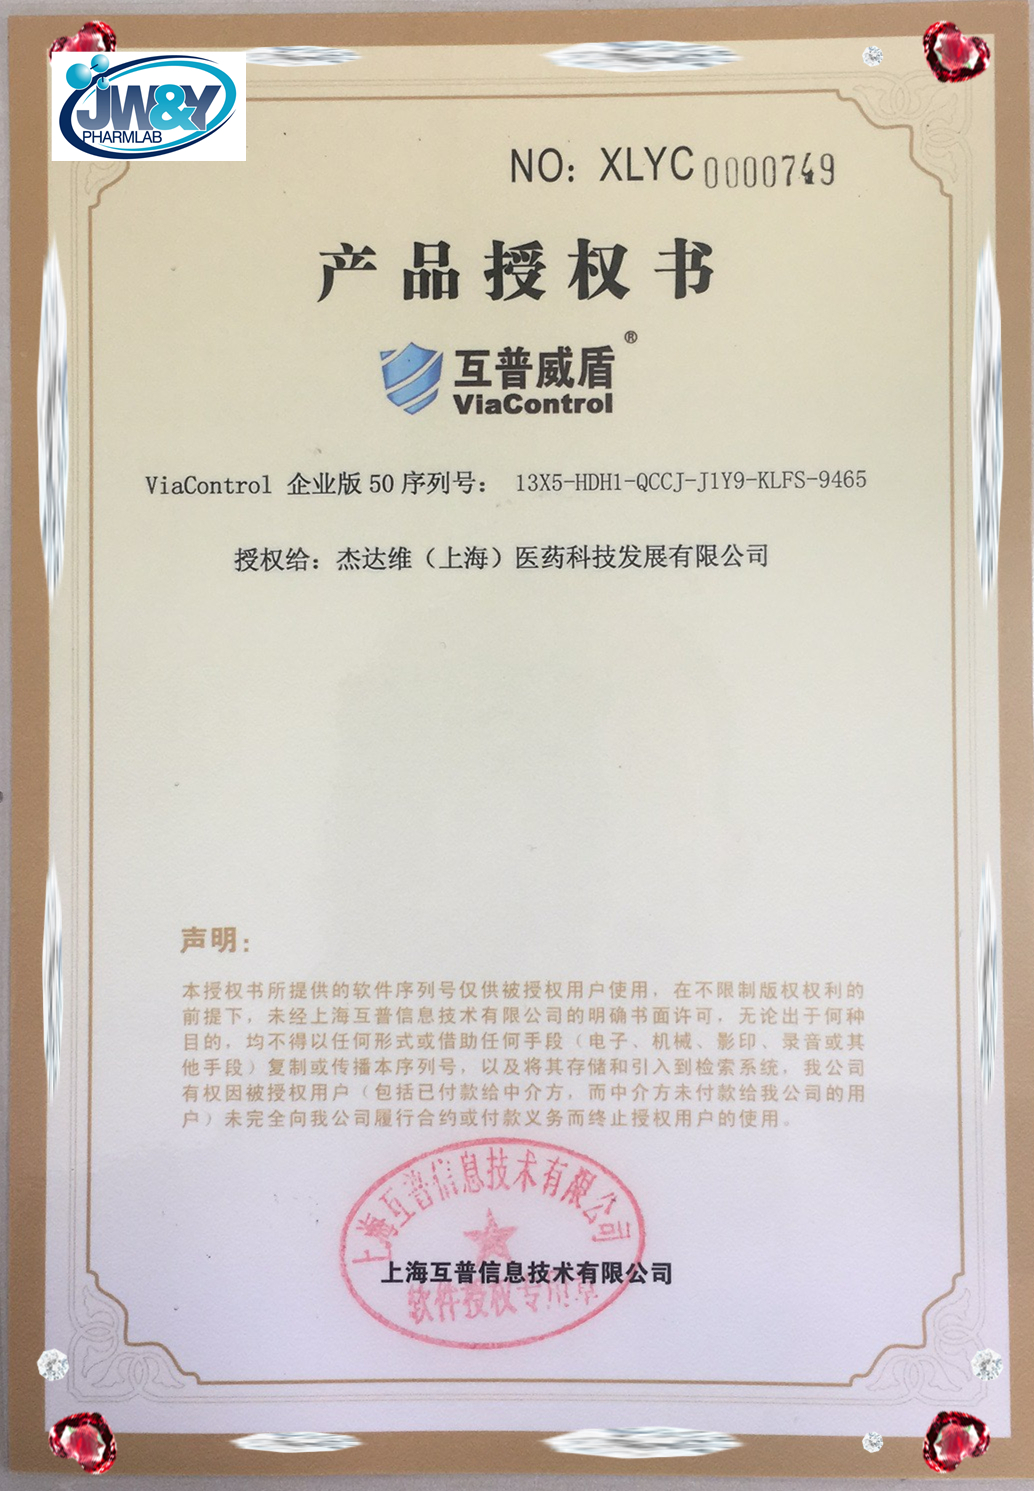 JW&Y
PHARMLAB
NO: XLYC 0000749
产品授权书
互普威盾®
ViaControl
ViaControl 企业版 50 序列号: 13X5-HDH1-QCCJ-J1Y9-KLFS-9465
授权给: 杰达维（上海）医药科技发展有限公司
声明:
本授权书所提供的软件序列号仅供被授权用户使用，在不限制版权权利的
前提下，未经上海互普信息技术有限公司的明确书面许可，无论出于何种
目的，均不得以任何形式或借助任何手段（电子、机械、影印、录音或其
他手段）复制或传播本序列号，以及将其存储和引入到检索系统，我公司
有权因被授权用户（包括已付款给中介方，而中介方未付款给我公司的用
户）未完全向我公司履行合约或付款义务而终止授权用户的使用。
上海互普信息技术有限公司
上海互普信息技术有限公司
软件授权专用章